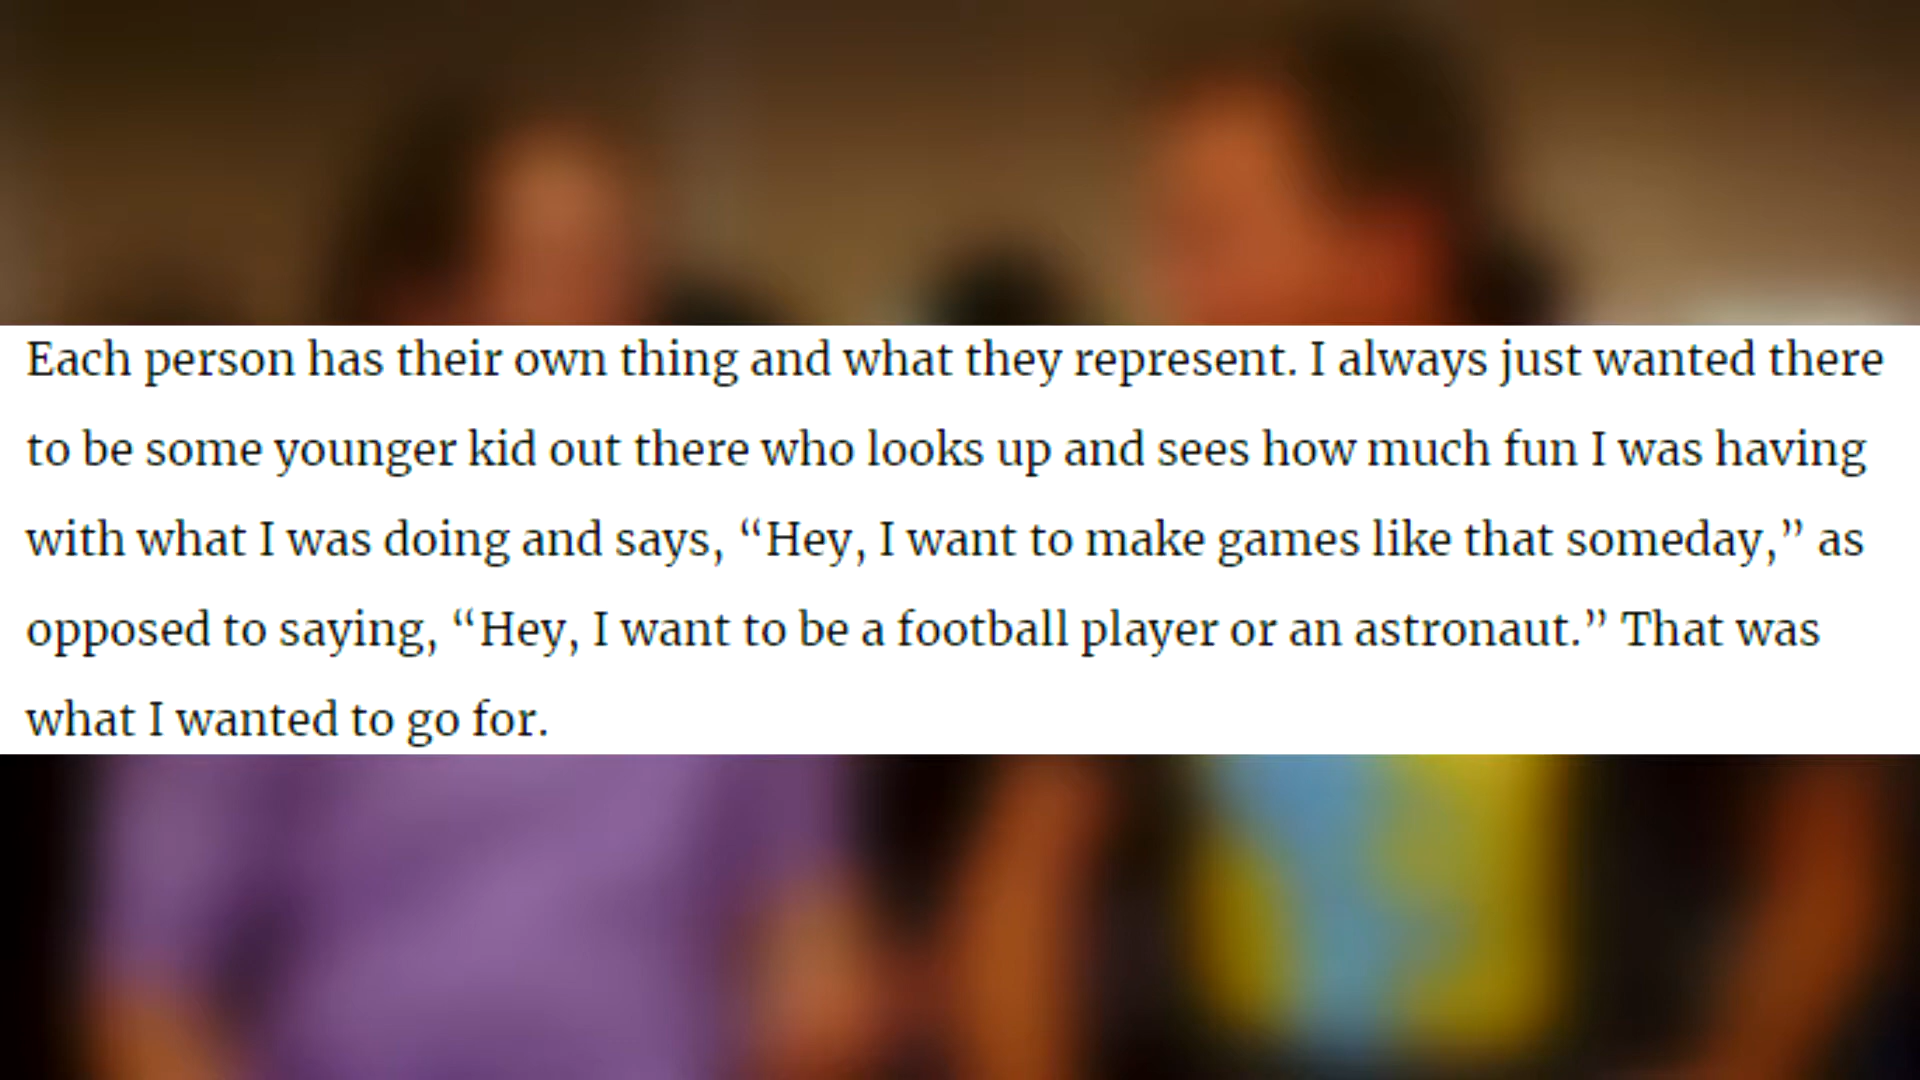 Each person has their own thing and what they represent. I always just wanted there
to be some younger kid out there who looks up and sees how much fun I was having
with what I was doing and says, “Hey, I want to make games like that someday,” as
opposed to saying, “Hey, I want to be a football player or an astronaut.” That was
what I wanted to go for.